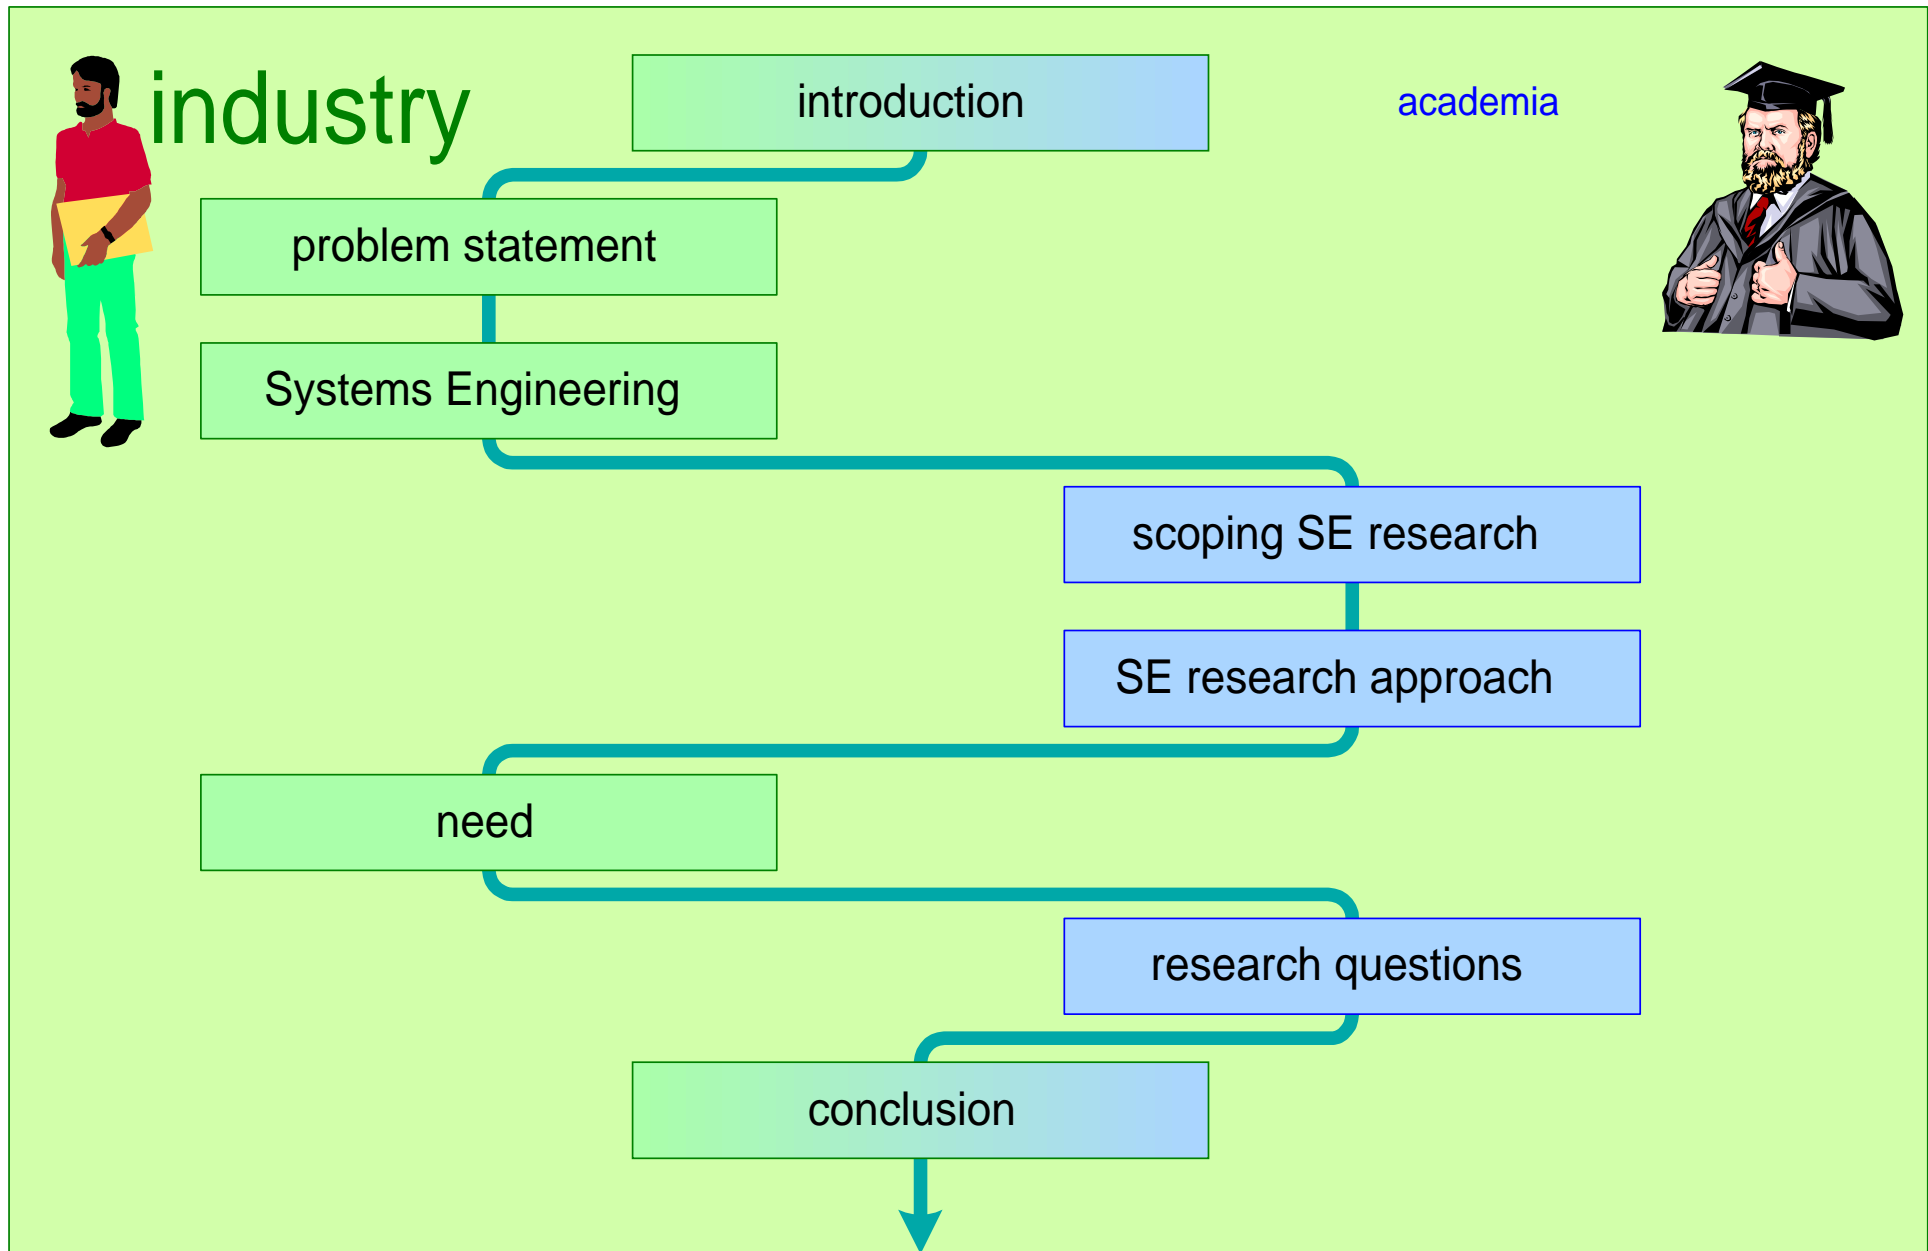 industry
introduction
academia
problem statement
Systems Engineering
scoping SE research
SE research approach
need
research questions
conclusion